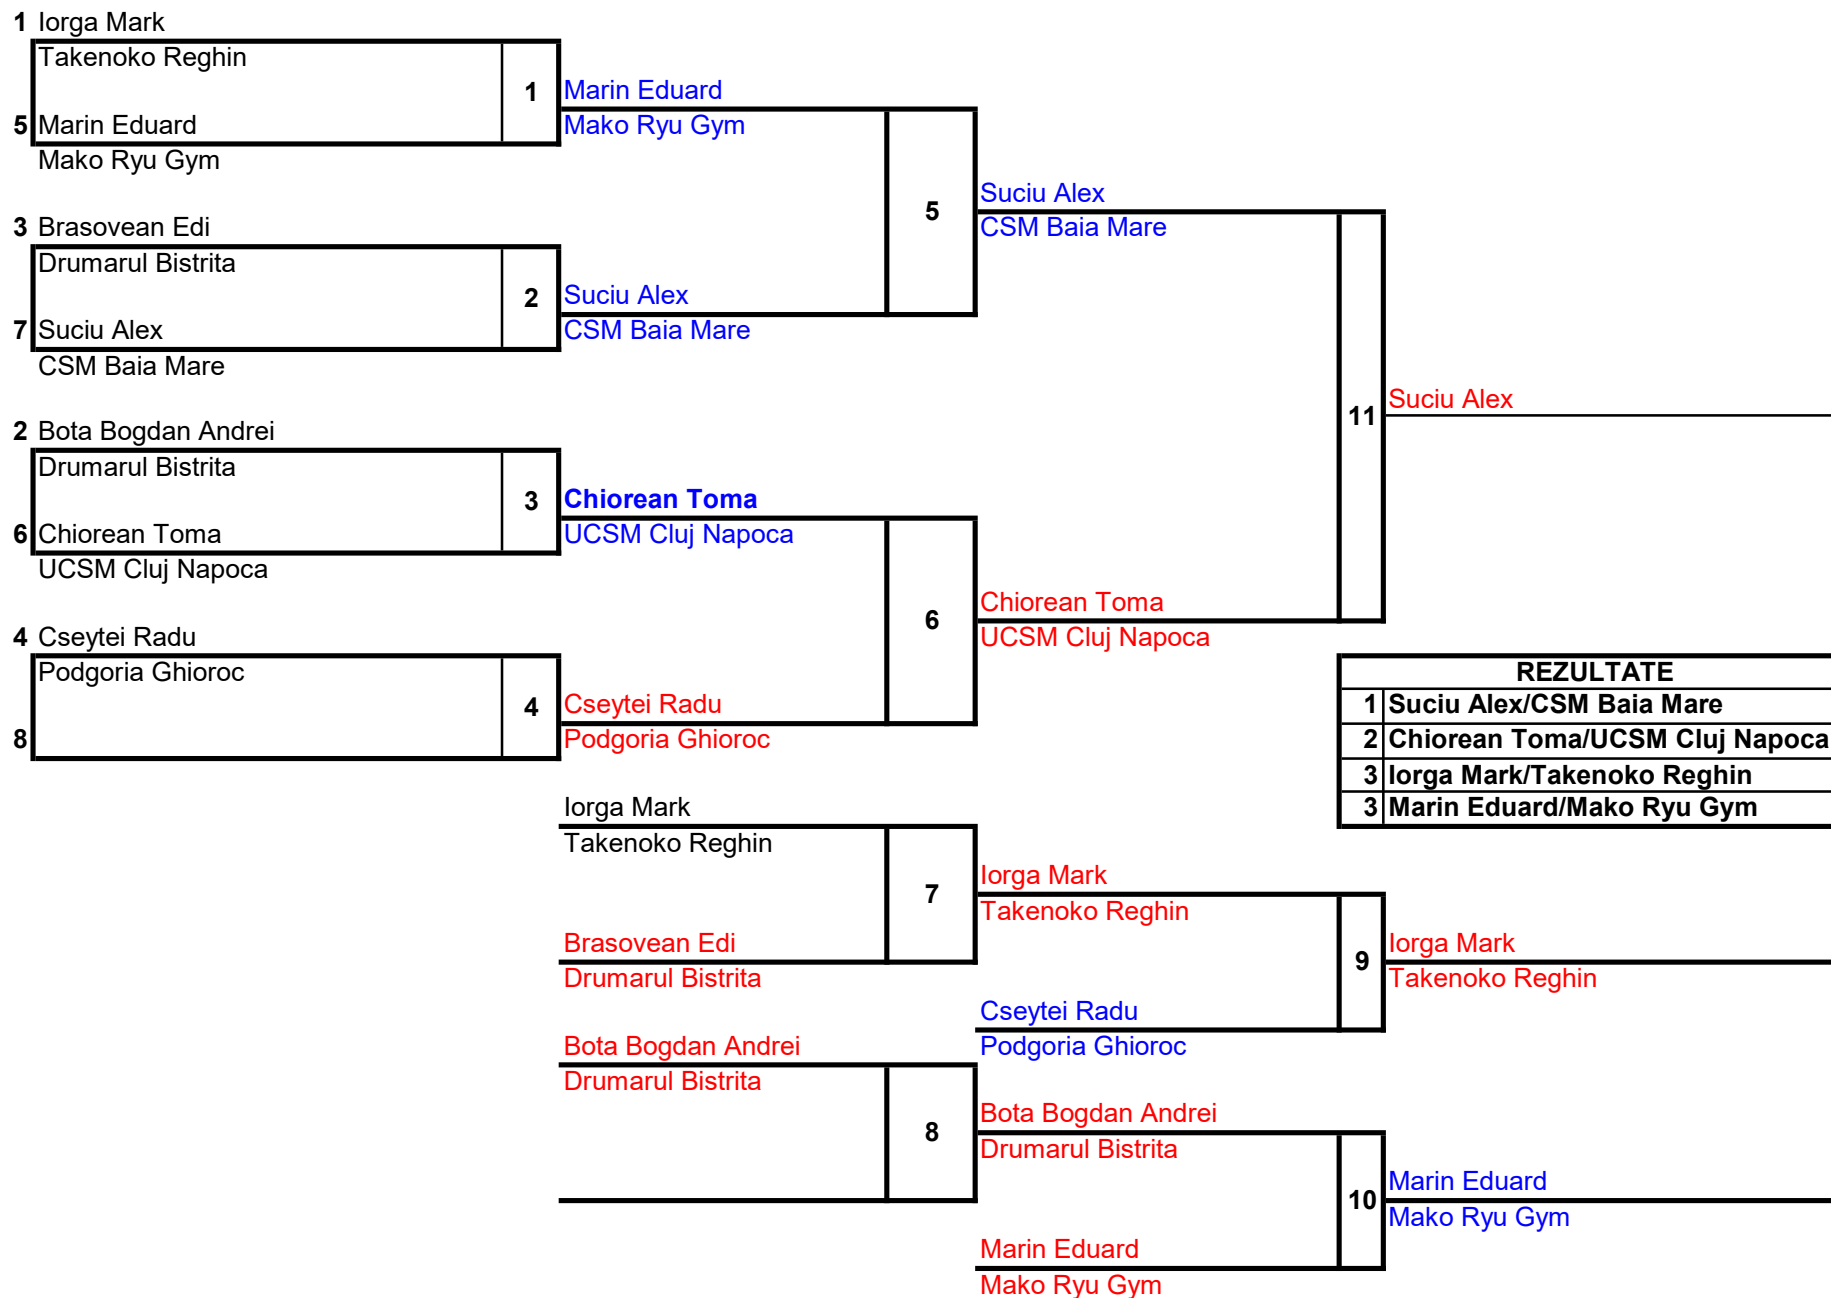 1 Iorga Mark
Takenoko Reghin
1 Marin Eduard
5 Marin Eduard
Mako Ryu Gym
Mako Ryu Gym
5 Suciu Alex
CSM Baia Mare
3 Brasovean Edi
Drumarul Bistrita
2 Suciu Alex
7 Suciu Alex
CSM Baia Mare
CSM Baia Mare
11 Suciu Alex
2 Bota Bogdan Andrei
Drumarul Bistrita
3 Chiorean Toma
6 Chiorean Toma
UCSM Cluj Napoca
UCSM Cluj Napoca
6 Chiorean Toma
UCSM Cluj Napoca
4 Cseytei Radu
Podgoria Ghioroc
4 Cseytei Radu
8
Podgoria Ghioroc
REZULTATE
1 Suciu Alex/CSM Baia Mare
2 Chiorean Toma/UCSM Cluj Napoca
3 Iorga Mark/Takenoko Reghin
3 Marin Eduard/Mako Ryu Gym
Iorga Mark
Takenoko Reghin
7 Iorga Mark
Takenoko Reghin
Brasovean Edi
Drumarul Bistrita
9 Iorga Mark
Takenoko Reghin
Cseytei Radu
Podgoria Ghioroc
Bota Bogdan Andrei
Drumarul Bistrita
8 Bota Bogdan Andrei
Drumarul Bistrita
10 Marin Eduard
Mako Ryu Gym
Marin Eduard
Mako Ryu Gym